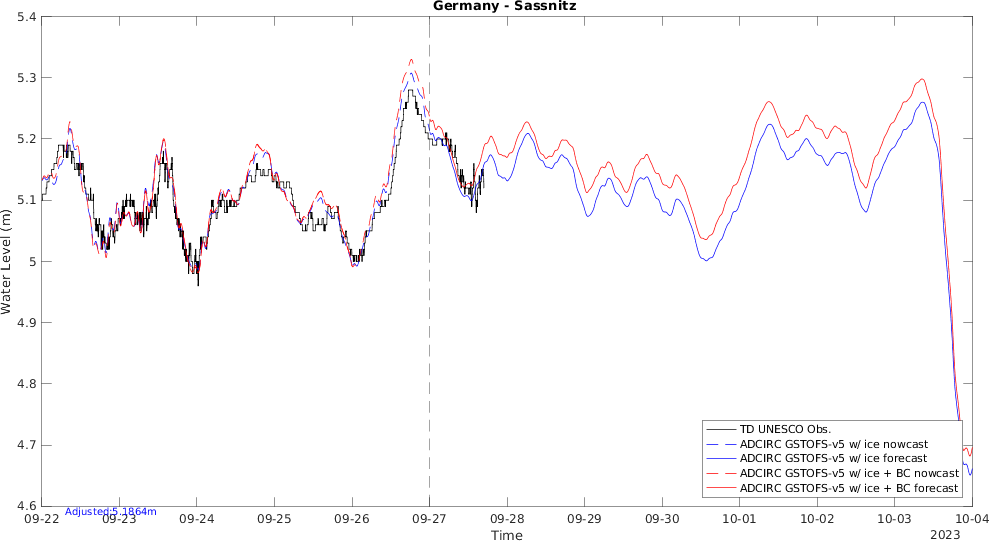 Germany - Sassnitz
Water Level (m)
5.4
5.3
5.2
5.1
5
4.9
4.8
4.7
4.6
TD UNESCO Obs.
ADCIRC GSTOFS-v5 w/ ice nowcast
ADCIRC GSTOFS-v5 w/ ice forecast
ADCIRC GSTOFS-v5 w/ ice + BC nowcast
ADCIRC GSTOFS-v5 w/ ice + BC forecast
Adjusted:5.1864m
09-22 09-23 09-24 09-25 09-26 09-27 09-28 09-29 09-30 10-01 10-02 10-03 10-04
Time
2023